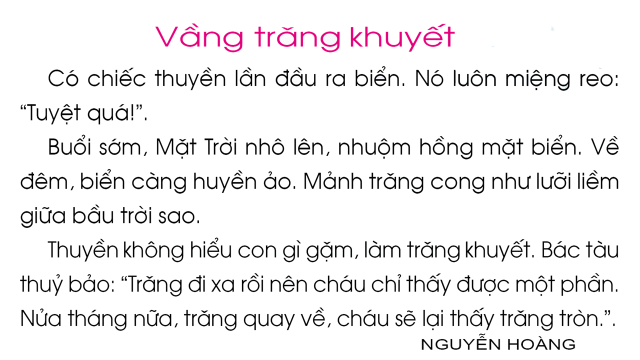 Vầng trăng khuyết
Có chiếc thuyền lần đầu ra biển. Nó luôn miệng reo:
“Tuyệt quá!”.
Buổi sớm, Mặt Trời nhô lên, nhuộm hồng mặt biển. Về
đêm, biển càng huyền ảo. Mảnh trăng cong như lưỡi liềm
giữa bầu trời sao.
Thuyền không hiểu con gì gặm, làm trăng khuyết. Bác tàu
thuỷ bảo: “Trăng đi xa rồi nên cháu chỉ thấy được một phần.
Nửa tháng nữa, trăng quay về, cháu sẽ lại thấy trăng tròn.”.
NGUYỄN HOÀNG